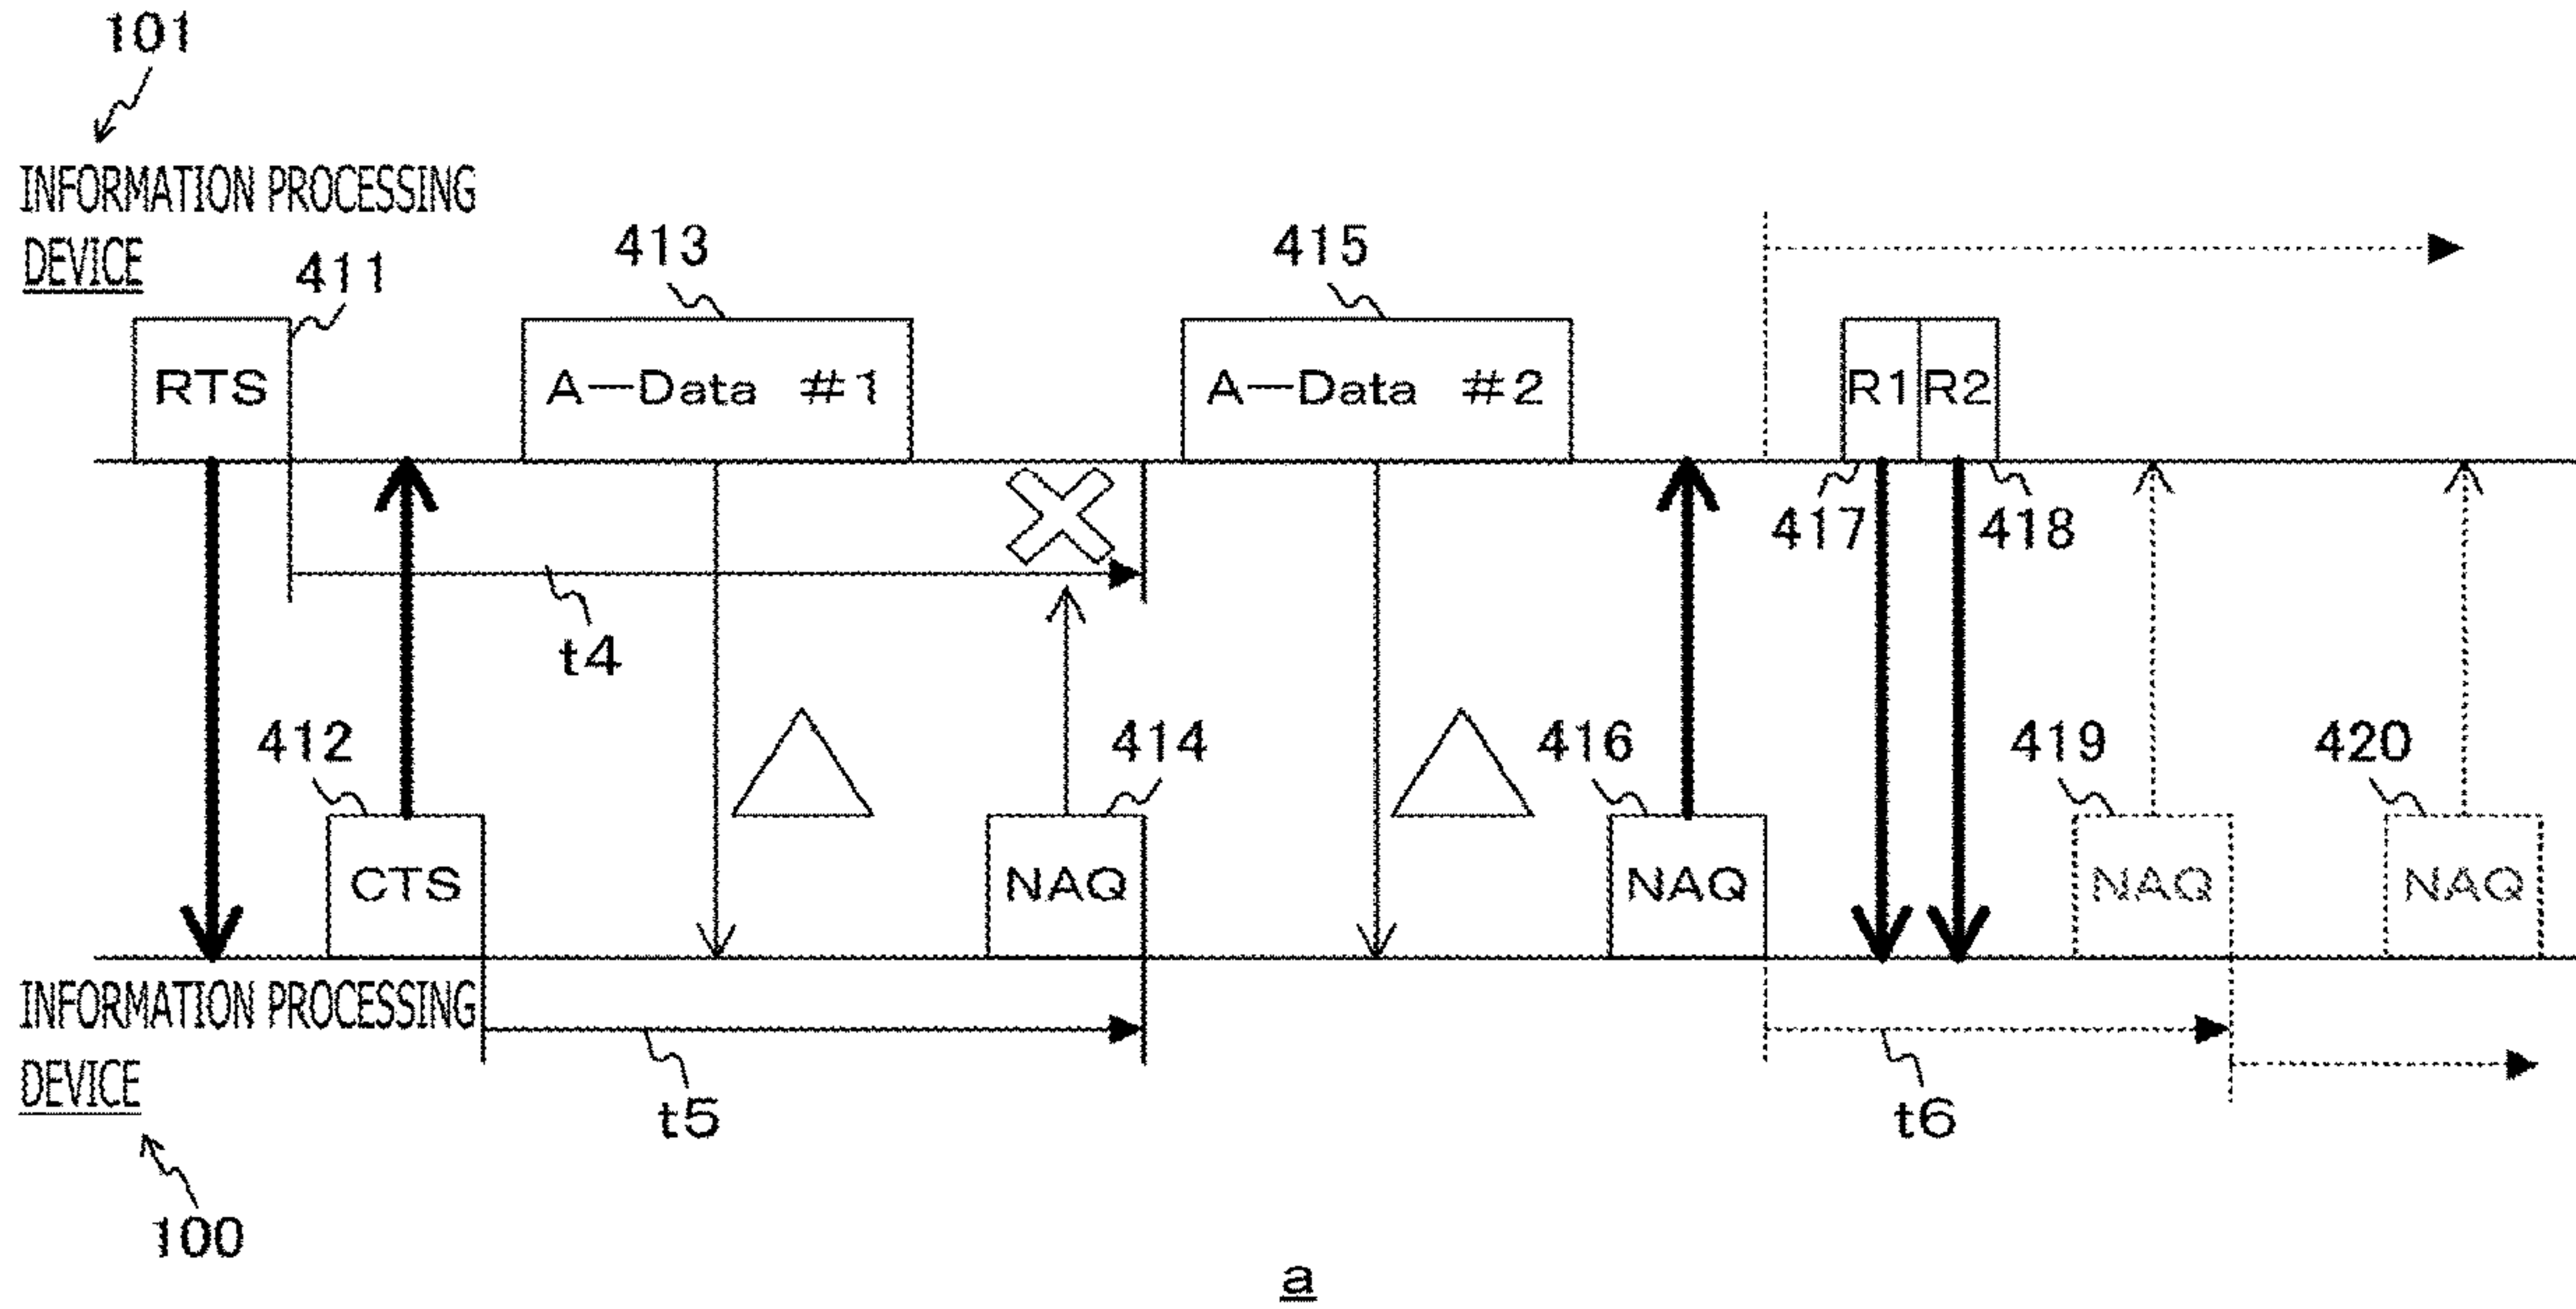 101
INFORMATION PROCESSING
DEVICE
411
413
415
RTS
A—Data #1
A—Data #2
R1
R2
417
418
t4
412
414
416
419
420
CTS
NAQ
NAQ
NAQ
NAQ
INFORMATION PROCESSING
DEVICE
t5
t6
100
a